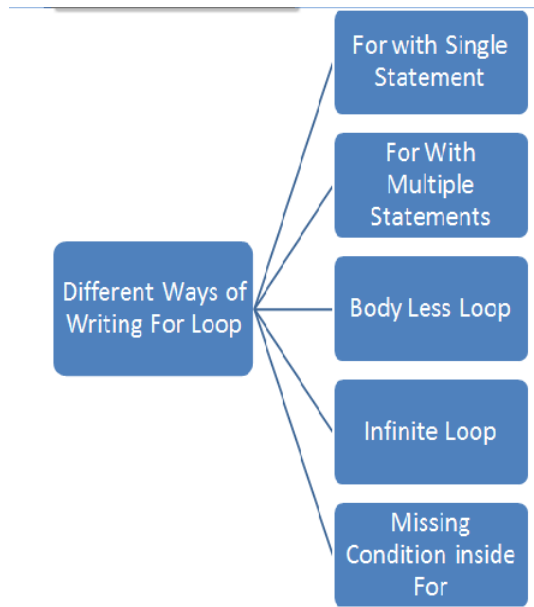 For with Single
Statement
For With
Multiple
Statements
Different Ways of
Writing For Loop
Body Less Loop
Infinite Loop
Missing
Condition inside
For